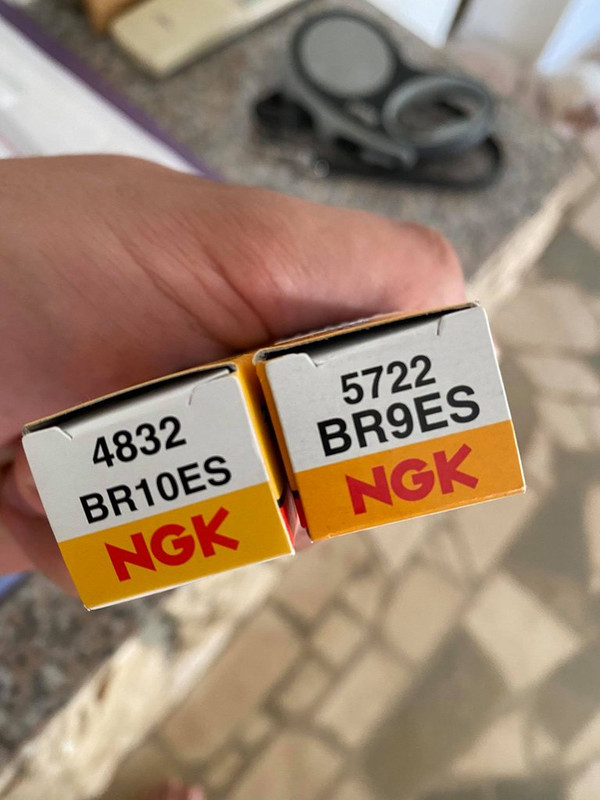 4832
BR10ES
NGK
5722
BR9ES
NGK